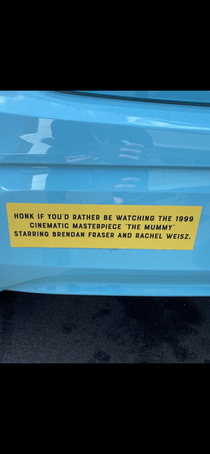 HONK IF YOU'D RATHER BE WATCHING THE 1999
CINEMATIC MASTERPIECE "THE MUMMY"
STARRING BRENDAN FRASER AND RACHEL WEISZ.